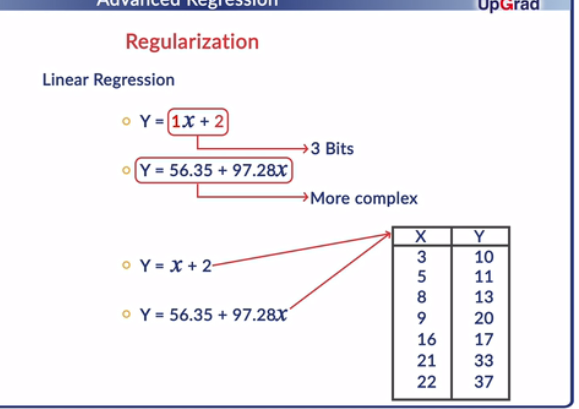 Advanced Regression
UpGrad
Regularization
Linear Regression
Y = 1x + 2
3 Bits
Y = 56.35 + 97.28x
More complex
Y = x + 2
Y = 56.35 + 97.28x
X Y
3 10
5 11
8 13
9 20
16 17
21 33
22 37